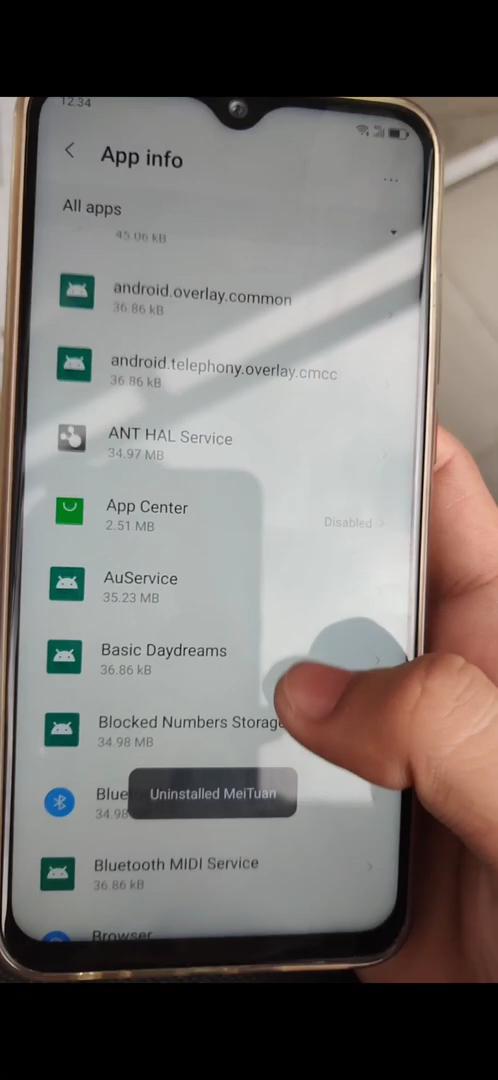 12:34
App info
...
All apps
45.06 kB
android.overlay.common
36.86 kB
android.telephony.overlay.cmcc
36.86 kB
ANT HAL Service
34.97 MB
App Center
2.51 MB
Disabled
AuService
35.23 MB
Basic Daydreams
36.86 kB
Blocked Numbers Storage
34.98 MB
Blue
34.98
Uninstalled MeiTuan
Bluetooth MIDI Service
36.86 kB
Browser